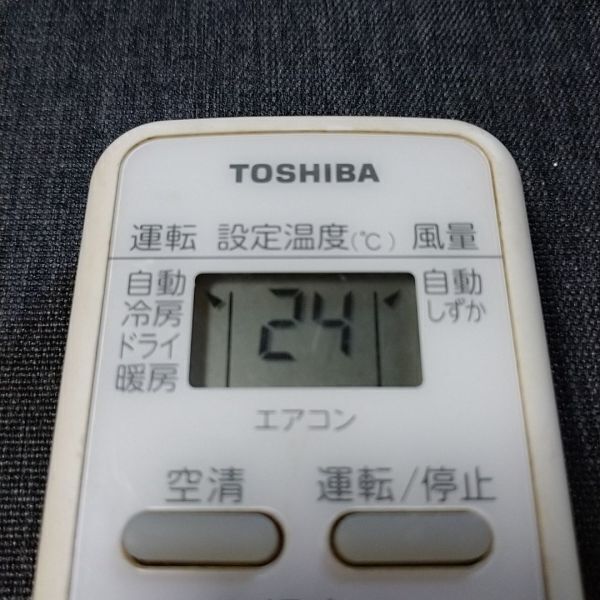 TOSHIBA
運転 設定温度(℃) 風量
自動
冷房
ドライ
暖房
24
自動
しずか
エアコン
空清 運転/停止